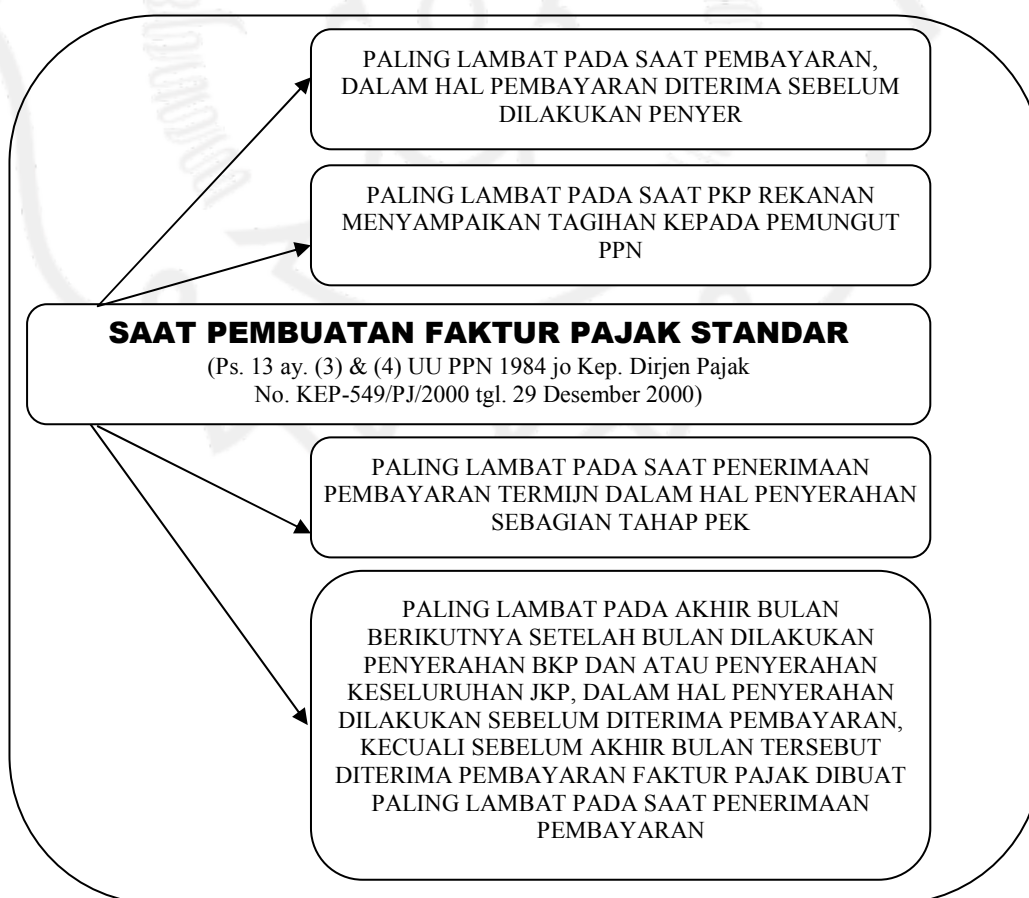 PALING LAMBAT PADA SAAT PEMBAYARAN,
DALAM HAL PEMBAYARAN DITERIMA SEBELUM
DILAKUKAN PENYER
PALING LAMBAT PADA SAAT PKP REKANAN
MENYAMPAIKAN TAGIHAN KEPADA PEMUNGUT
PPN
SAAT PEMBUATAN FAKTUR PAJAK STANDAR
(Ps. 13 ay. (3) & (4) UU PPN 1984 jo Kep. Dirjen Pajak
No. KEP-549/PJ/2000 tgl. 29 Desember 2000)
PALING LAMBAT PADA SAAT PENERIMAAN
PEMBAYARAN TERMIJN DALAM HAL PENYERAHAN
SEBAGIAN TAHAP PEK
PALING LAMBAT PADA AKHIR BULAN
BERIKUTNYA SETELAH BULAN DILAKUKAN
PENYERAHAN BKP DAN ATAU PENYERAHAN
KESELURUHAN JKP, DALAM HAL PENYERAHAN
DILAKUKAN SEBELUM DITERIMA PEMBAYARAN,
KECUALI SEBELUM AKHIR BULAN TERSEBUT
DITERIMA PEMBAYARAN FAKTUR PAJAK DIBUAT
PALING LAMBAT PADA SAAT PENERIMAAN
PEMBAYARAN